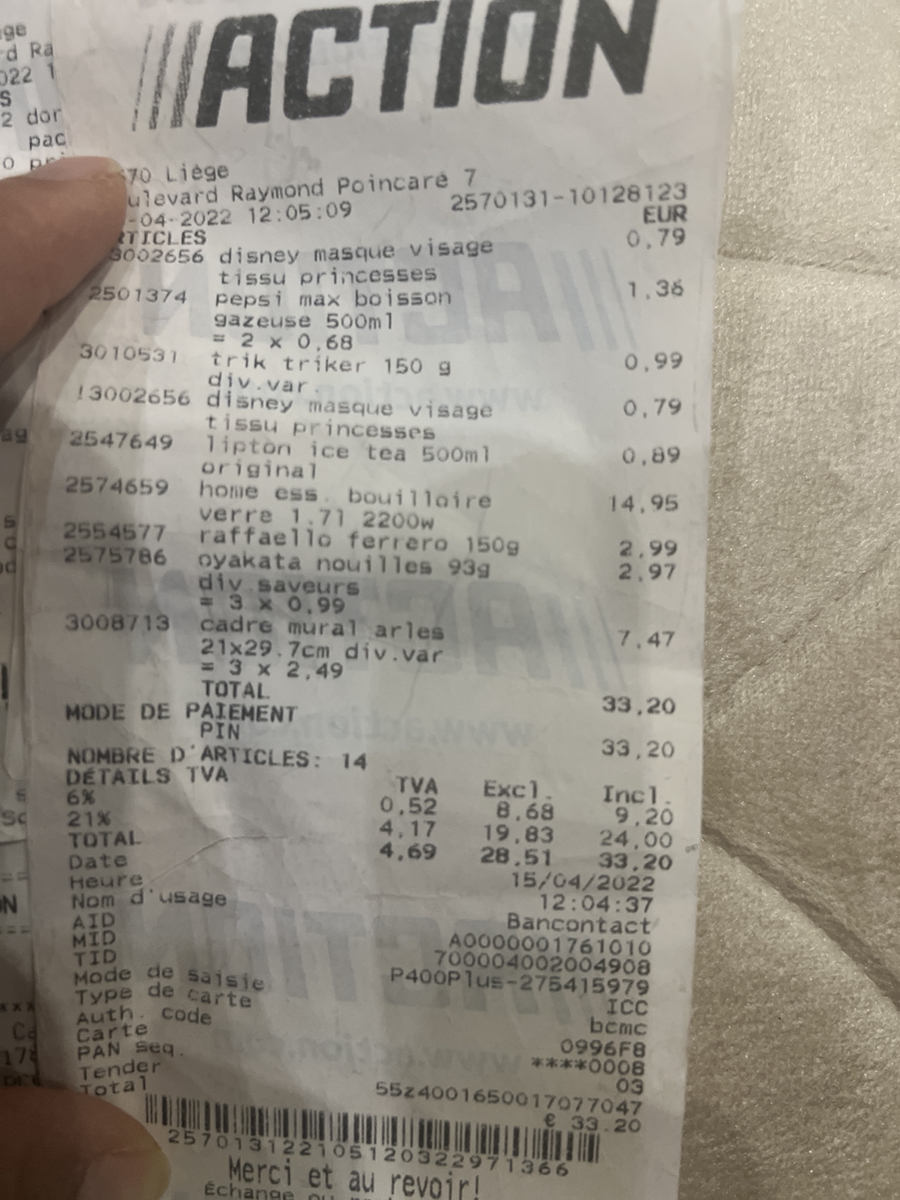 ACTION
70 Liège
ulevard Raymond Poincaré 7
-04-2022 12:05:09 2570131-10128123
EUR
RTICLES
3002656 disney masque visage 0,79
tissu princesses
2501374 pepsi max boisson 1,36
gazeuse 500ml
= 2 x 0,68
3010531 trik triker 150 g 0,99
div.var.
!3002656 disney masque visage 0,79
tissu princesses
2547649 lipton ice tea 500ml 0,89
original
2574659 home ess. bouilloire 14,95
verre 1.7l 2200w
2554577 raffaello ferrero 150g 2,99
2575786 oyakata nouilles 93g 2,97
div saveurs
= 3 x 0,99
3008713 cadre mural arles 7,47
21x29.7cm div.var
= 3 x 2,49
TOTAL 33,20
MODE DE PAIEMENT
PIN 33,20
NOMBRE D'ARTICLES: 14
DÉTAILS TVA TVA Excl. Incl.
6% 0,52 8,68 9,20
21% 4,17 19,83 24,00
TOTAL 4,69 28,51 33,20
Date 15/04/2022
Heure 12:04:37
Nom d'usage Bancontact
AID A0000001761010
MID 700004002004908
TID P400Plus-275415979
Mode de saisie ICC
Type de carte bcmc
Auth. code 0996F8
Carte ****0008
PAN Seq. 03
Tender 55z4001650017077047
Total € 33.20
2570131221051203229713​66
Merci et au revoir!